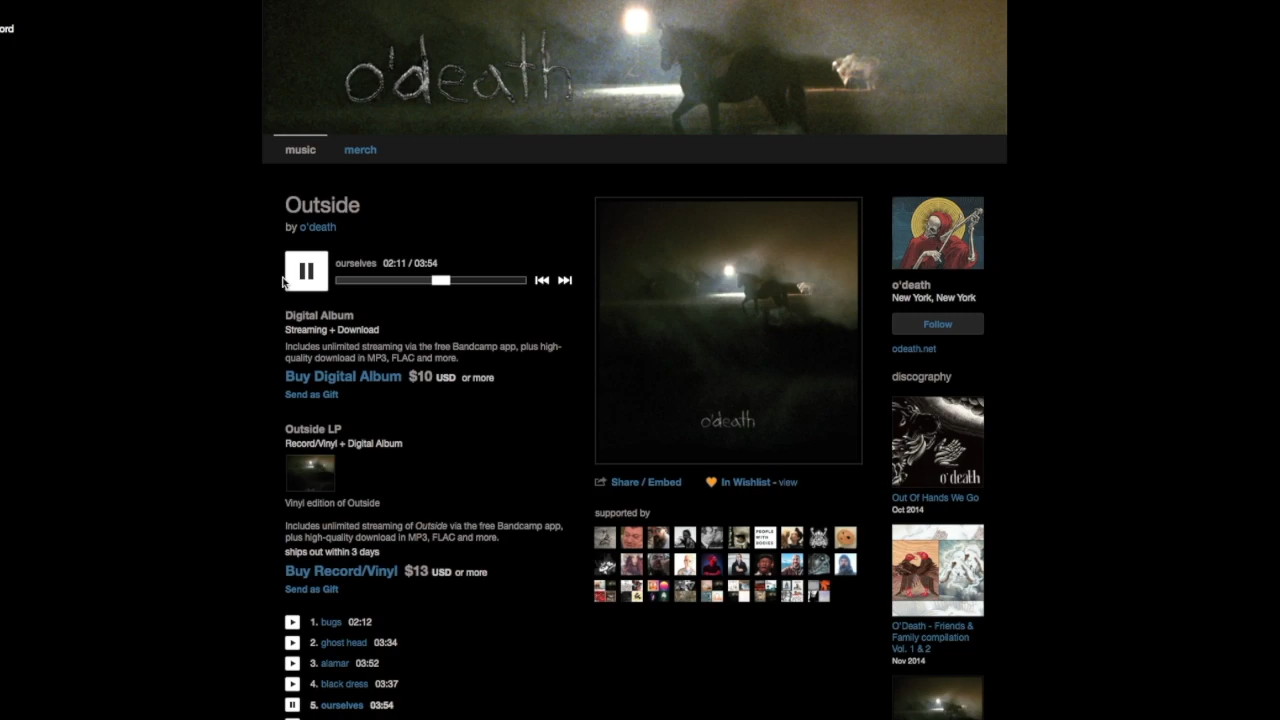 ord
o'death
music
merch
Outside
by o'death
ourselves 02:11 / 03:54
Digital Album
Streaming + Download
Includes unlimited streaming via the free Bandcamp app, plus high-
quality download in MP3, FLAC and more.
Buy Digital Album $10 USD or more
Send as Gift
Outside LP
Record/Vinyl + Digital Album
Vinyl edition of Outside
Includes unlimited streaming of Outside via the free Bandcamp app,
plus high-quality download in MP3, FLAC and more.
ships out within 3 days
Buy Record/Vinyl $13 USD or more
Send as Gift
1. bugs 02:12
2. ghost head 03:34
3. alamar 03:52
4. black dress 03:37
5. ourselves 03:54
o'death
Share / Embed
In Wishlist - view
supported by
PEOPLE
WITH
BODIES
o'death
New York, New York
Follow
odeath.net
discography
o'death
Out Of Hands We Go
Oct 2014
O'Death - Friends &
Family compilation
Vol. 1 & 2
Nov 2014